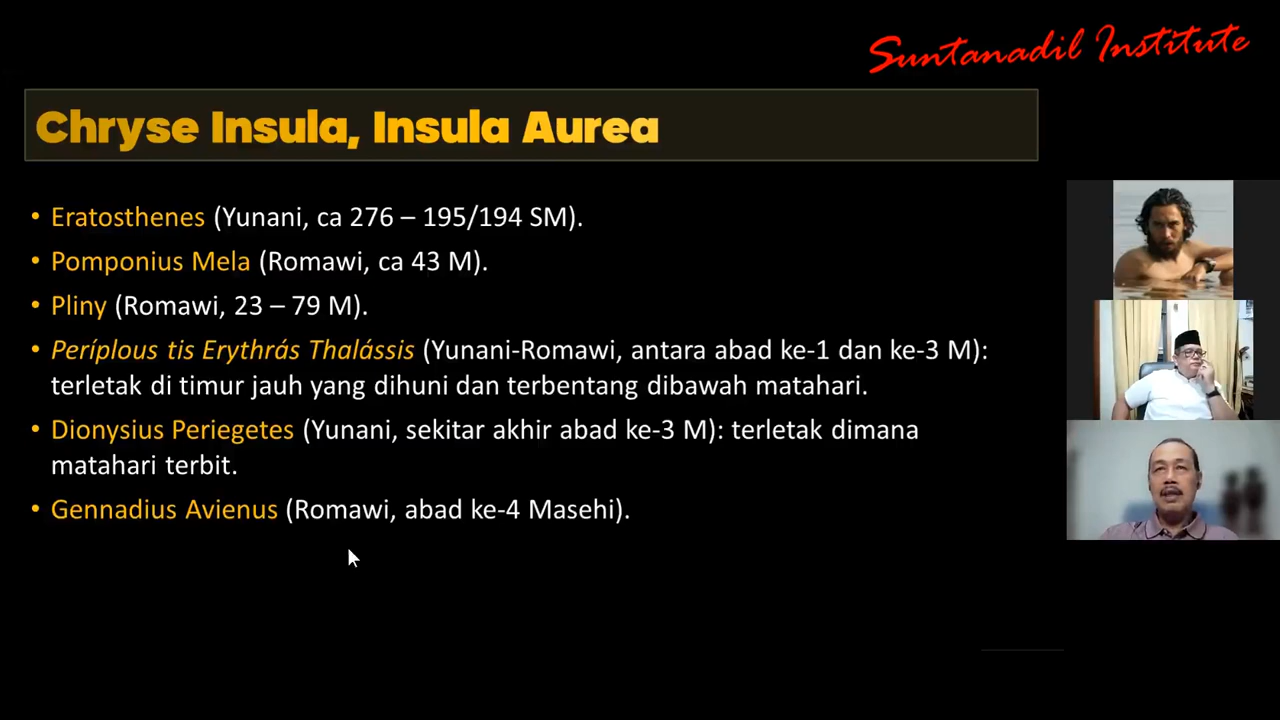 Suntanadil Institute
Chryse Insula, Insula Aurea
• Eratosthenes (Yunani, ca 276 – 195/194 SM).
• Pomponius Mela (Romawi, ca 43 M).
• Pliny (Romawi, 23 – 79 M).
• Períplous tis Erythrás Thalássis (Yunani-Romawi, antara abad ke-1 dan ke-3 M):
terletak di timur jauh yang dihuni dan terbentang dibawah matahari.
• Dionysius Periegetes (Yunani, sekitar akhir abad ke-3 M): terletak dimana
matahari terbit.
• Gennadius Avienus (Romawi, abad ke-4 Masehi).